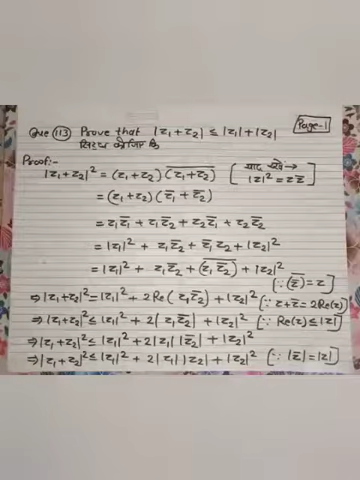 Que 113 Prove that |z₁+z₂| ≤ |z₁|+|z₂| Page-1
सिद्ध कीजिए कि
Proof:-
|z₁+z₂|² = (z₁+z₂) \overline{(z₁+z₂)} [याद रखें→ |z|² = z z̅]
= (z₁+z₂) (z̅₁+z̅₂)
= z₁z̅₁ + z₁z̅₂ + z₂z̅₁ + z₂z̅₂
= |z₁|² + z₁z̅₂ + z̅₁z₂ + |z₂|²
= |z₁|² + z₁z̅₂ + \overline{(z₁z̅₂)} + |z₂|²
[∵ \overline{(z̅)} = z]
⇒ |z₁+z₂|² = |z₁|² + 2Re(z₁z̅₂) + |z₂|² [∵ z+z̅ = 2Re(z)]
⇒ |z₁+z₂|² ≤ |z₁|² + 2|z₁z̅₂| + |z₂|² [∵ Re(z) ≤ |z|]
⇒ |z₁+z₂|² ≤ |z₁|² + 2|z₁||z̅₂| + |z₂|²
⇒ |z₁+z₂|² ≤ |z₁|² + 2|z₁||z₂| + |z₂|² [∵ |z̅| = |z|]